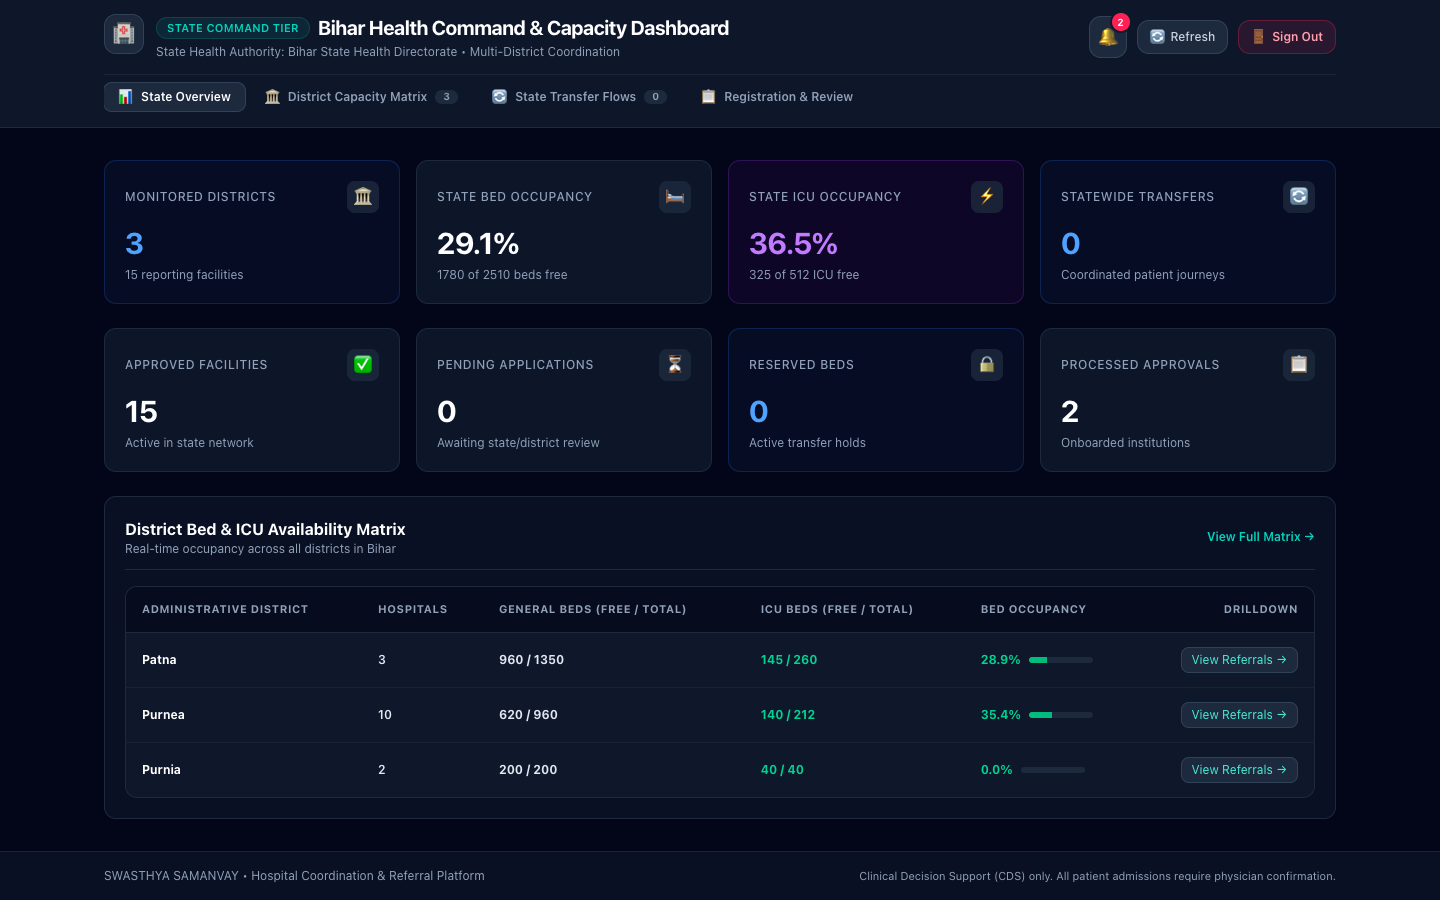 STATE COMMAND TIER Bihar Health Command & Capacity Dashboard
State Health Authority: Bihar State Health Directorate • Multi-District Coordination
2
Refresh
Sign Out
State Overview
District Capacity Matrix 3
State Transfer Flows 0
Registration & Review
MONITORED DISTRICTS
3
15 reporting facilities
STATE BED OCCUPANCY
29.1%
1780 of 2510 beds free
STATE ICU OCCUPANCY
36.5%
325 of 512 ICU free
STATEWIDE TRANSFERS
0
Coordinated patient journeys
APPROVED FACILITIES
15
Active in state network
PENDING APPLICATIONS
0
Awaiting state/district review
RESERVED BEDS
0
Active transfer holds
PROCESSED APPROVALS
2
Onboarded institutions
District Bed & ICU Availability Matrix
Real-time occupancy across all districts in Bihar
View Full Matrix →
ADMINISTRATIVE DISTRICT HOSPITALS GENERAL BEDS (FREE / TOTAL) ICU BEDS (FREE / TOTAL) BED OCCUPANCY DRILLDOWN
Patna 3 960 / 1350 145 / 260 28.9% View Referrals →
Purnea 10 620 / 960 140 / 212 35.4% View Referrals →
Purnia 2 200 / 200 40 / 40 0.0% View Referrals →
SWASTHYA SAMANVAY • Hospital Coordination & Referral Platform
Clinical Decision Support (CDS) only. All patient admissions require physician confirmation.